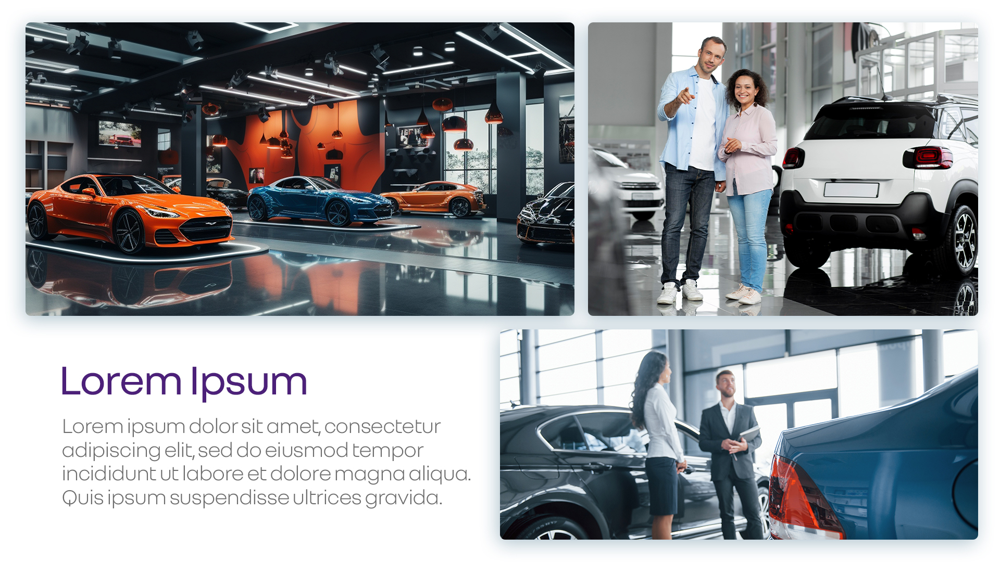 Lorem Ipsum
Lorem ipsum dolor sit amet, consectetur
adipiscing elit, sed do eiusmod tempor
incididunt ut labore et dolore magna aliqua.
Quis ipsum suspendisse ultrices gravida.